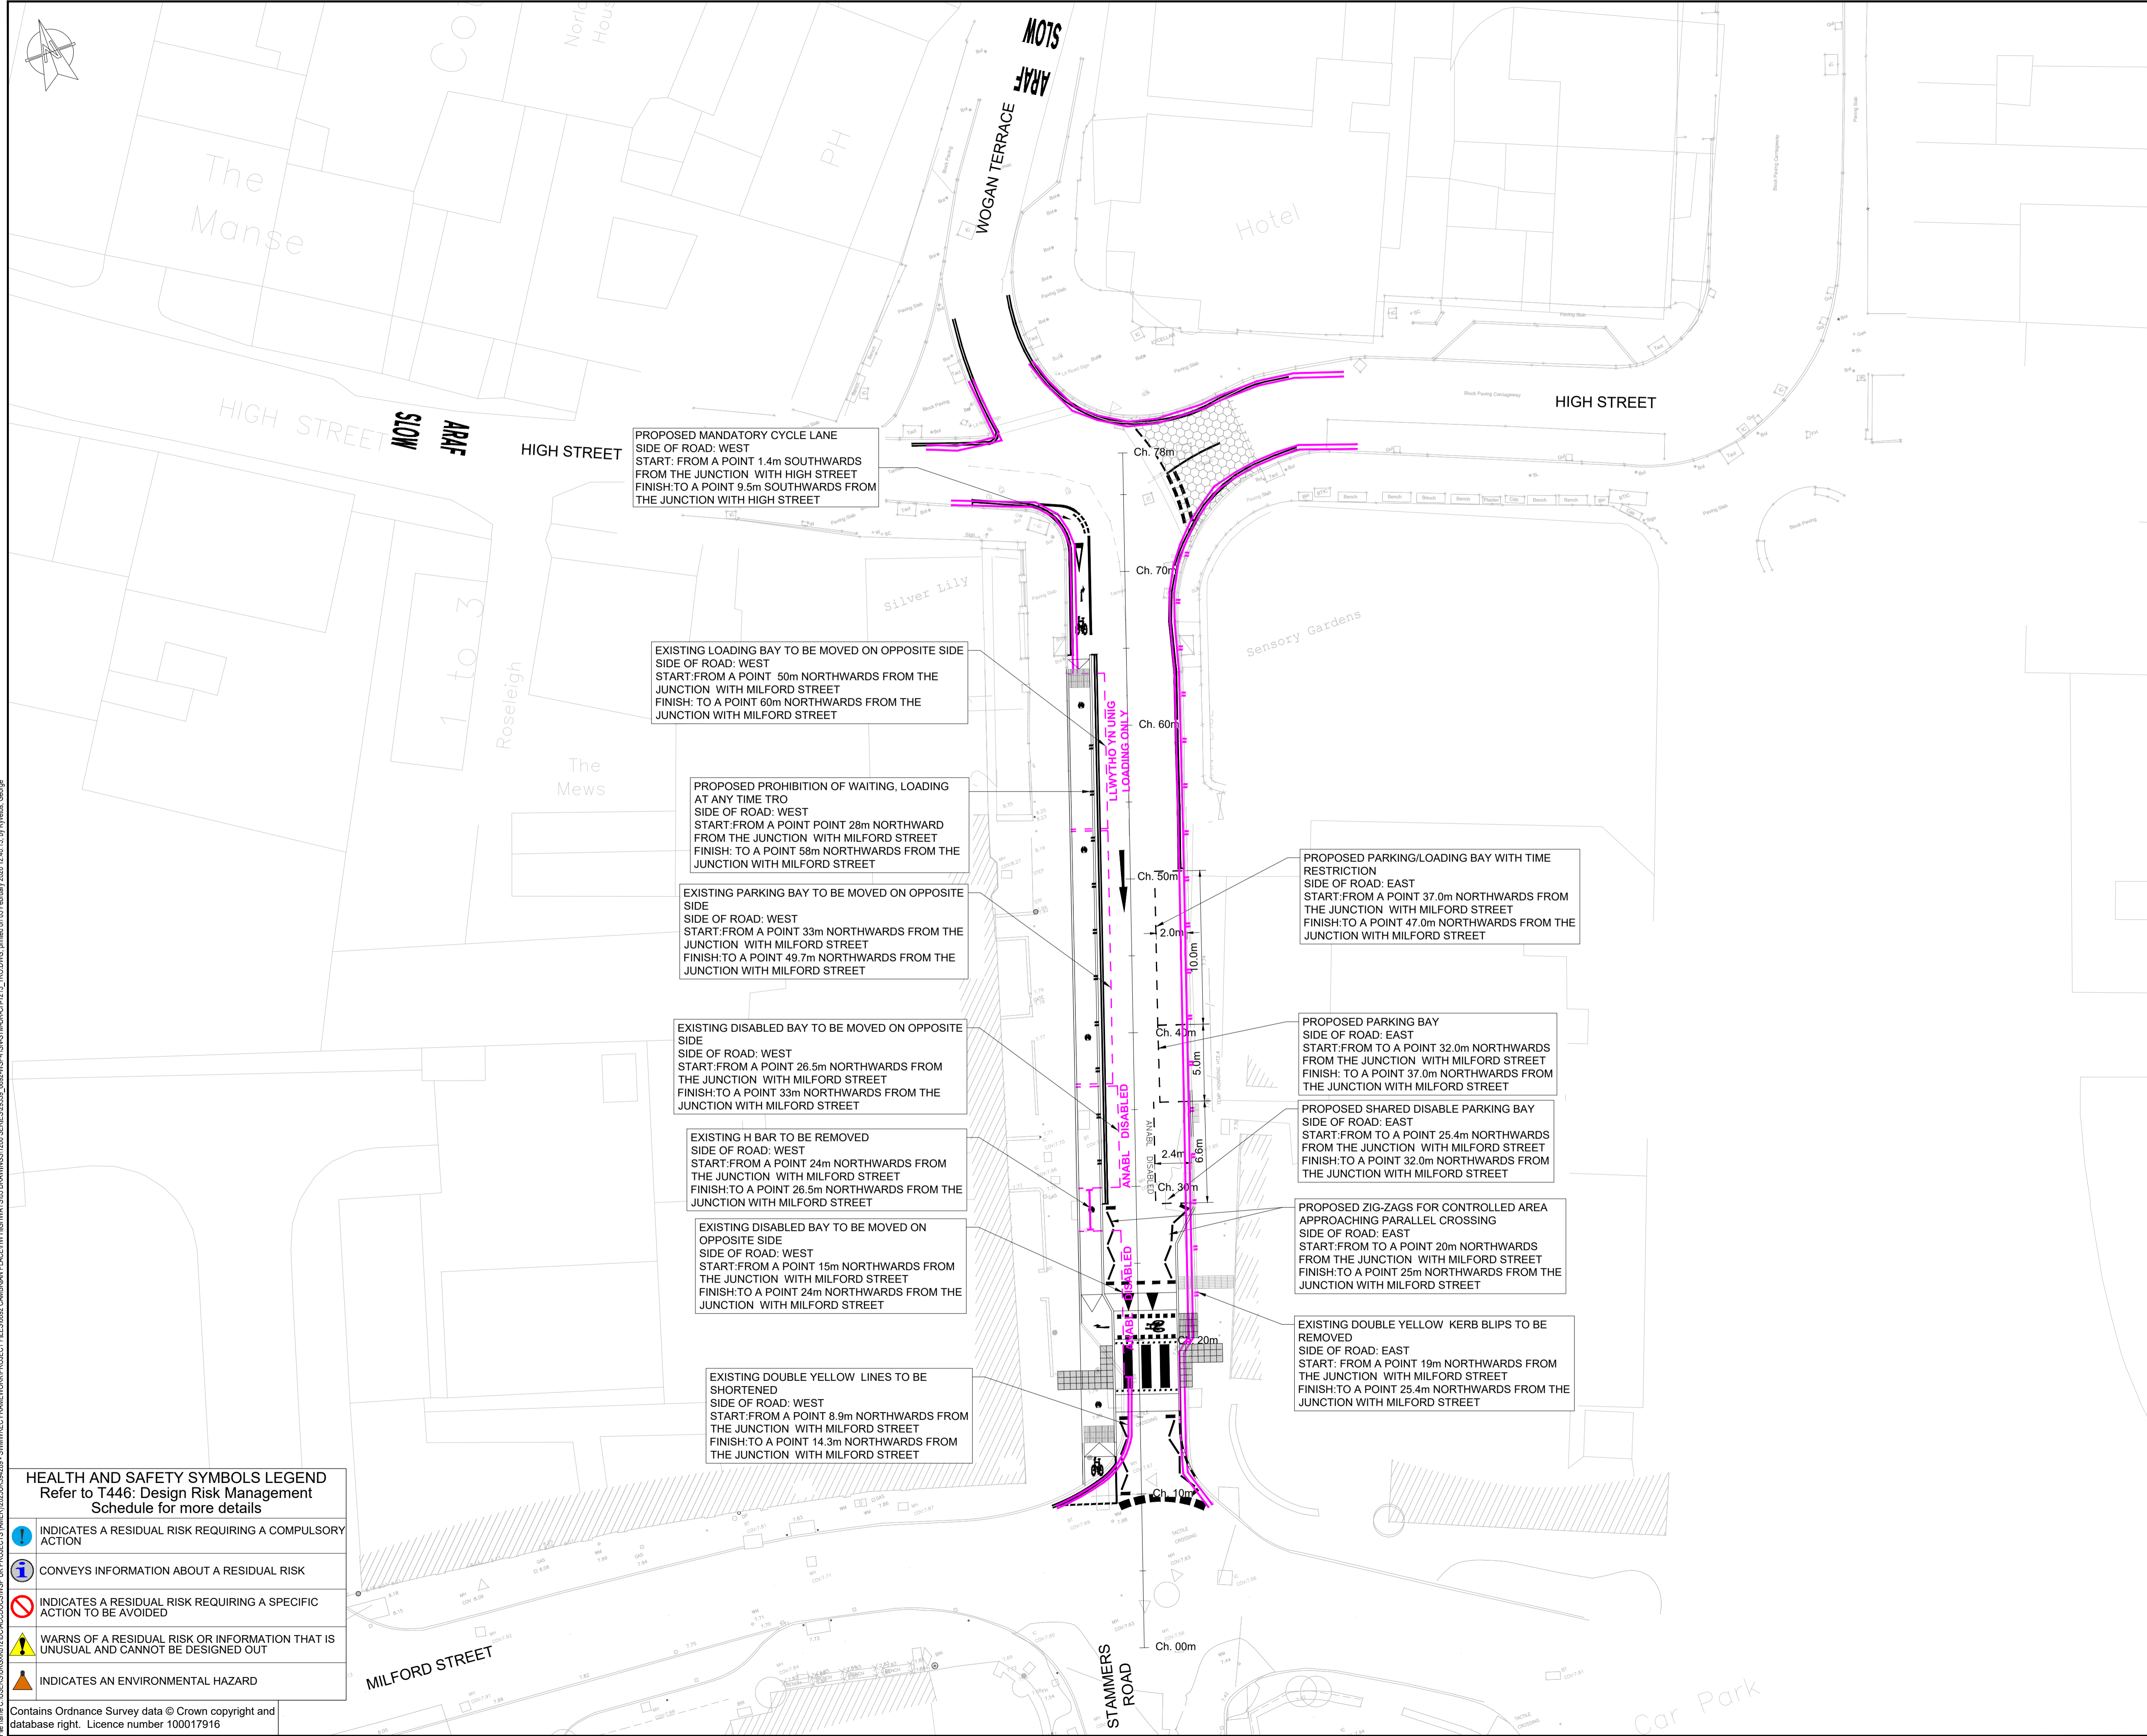 SLOW
ARAF
WOGAN TERRACE
Norla
Hous
PH
The
Manse
Hotel
HIGH STREET
SLOW
ARAF
HIGH STREET
HIGH STREET
Block Paving Carriageway
PROPOSED MANDATORY CYCLE LANE
SIDE OF ROAD: WEST
START: FROM A POINT 1.4m SOUTHWARDS
FROM THE JUNCTION WITH HIGH STREET
FINISH:TO A POINT 9.5m SOUTHWARDS FROM
THE JUNCTION WITH HIGH STREET
Ch. 78m
Ch. 70m
Silver Lily
Sensory Gardens
1 to 3
Roseleigh
The
Mews
EXISTING LOADING BAY TO BE MOVED ON OPPOSITE SIDE
SIDE OF ROAD: WEST
START:FROM A POINT 50m NORTHWARDS FROM THE
JUNCTION WITH MILFORD STREET
FINISH: TO A POINT 60m NORTHWARDS FROM THE
JUNCTION WITH MILFORD STREET
LLWYTHO YN UNIG
LOADING ONLY
Ch. 60m
PROPOSED PROHIBITION OF WAITING, LOADING
AT ANY TIME TRO
SIDE OF ROAD: WEST
START:FROM A POINT POINT 28m NORTHWARD
FROM THE JUNCTION WITH MILFORD STREET
FINISH: TO A POINT 58m NORTHWARDS FROM THE
JUNCTION WITH MILFORD STREET
Ch. 50m
PROPOSED PARKING/LOADING BAY WITH TIME
RESTRICTION
SIDE OF ROAD: EAST
START:FROM A POINT 37.0m NORTHWARDS FROM
THE JUNCTION WITH MILFORD STREET
FINISH:TO A POINT 47.0m NORTHWARDS FROM THE
JUNCTION WITH MILFORD STREET
EXISTING PARKING BAY TO BE MOVED ON OPPOSITE
SIDE
SIDE OF ROAD: WEST
START:FROM A POINT 33m NORTHWARDS FROM THE
JUNCTION WITH MILFORD STREET
FINISH:TO A POINT 49.7m NORTHWARDS FROM THE
JUNCTION WITH MILFORD STREET
2.0m
10.0m
Ch. 40m
5.0m
EXISTING DISABLED BAY TO BE MOVED ON OPPOSITE
SIDE
SIDE OF ROAD: WEST
START:FROM A POINT 26.5m NORTHWARDS FROM
THE JUNCTION WITH MILFORD STREET
FINISH:TO A POINT 33m NORTHWARDS FROM THE
JUNCTION WITH MILFORD STREET
PROPOSED PARKING BAY
SIDE OF ROAD: EAST
START:FROM TO A POINT 32.0m NORTHWARDS
FROM THE JUNCTION WITH MILFORD STREET
FINISH: TO A POINT 37.0m NORTHWARDS FROM
THE JUNCTION WITH MILFORD STREET
ANABL DISABLED
ANABL DISABLED
2.4m
6.6m
Ch. 30m
PROPOSED SHARED DISABLE PARKING BAY
SIDE OF ROAD: EAST
START:FROM TO A POINT 25.4m NORTHWARDS
FROM THE JUNCTION WITH MILFORD STREET
FINISH:TO A POINT 32.0m NORTHWARDS FROM
THE JUNCTION WITH MILFORD STREET
EXISTING H BAR TO BE REMOVED
SIDE OF ROAD: WEST
START:FROM A POINT 24m NORTHWARDS FROM
THE JUNCTION WITH MILFORD STREET
FINISH:TO A POINT 26.5m NORTHWARDS FROM THE
JUNCTION WITH MILFORD STREET
PROPOSED ZIG-ZAGS FOR CONTROLLED AREA
APPROACHING PARALLEL CROSSING
SIDE OF ROAD: EAST
START:FROM TO A POINT 20m NORTHWARDS
FROM THE JUNCTION WITH MILFORD STREET
FINISH:TO A POINT 25m NORTHWARDS FROM THE
JUNCTION WITH MILFORD STREET
EXISTING DISABLED BAY TO BE MOVED ON
OPPOSITE SIDE
SIDE OF ROAD: WEST
START:FROM A POINT 15m NORTHWARDS FROM
THE JUNCTION WITH MILFORD STREET
FINISH:TO A POINT 24m NORTHWARDS FROM THE
JUNCTION WITH MILFORD STREET
ANABL DISABLED
Ch. 20m
EXISTING DOUBLE YELLOW KERB BLIPS TO BE
REMOVED
SIDE OF ROAD: EAST
START: FROM A POINT 19m NORTHWARDS FROM
THE JUNCTION WITH MILFORD STREET
FINISH:TO A POINT 25.4m NORTHWARDS FROM THE
JUNCTION WITH MILFORD STREET
EXISTING DOUBLE YELLOW LINES TO BE
SHORTENED
SIDE OF ROAD: WEST
START:FROM A POINT 8.9m NORTHWARDS FROM
THE JUNCTION WITH MILFORD STREET
FINISH:TO A POINT 14.3m NORTHWARDS FROM
THE JUNCTION WITH MILFORD STREET
Ch. 10m
Ch. 00m
MILFORD STREET
STAMMERS
ROAD
Car Park
HEALTH AND SAFETY SYMBOLS LEGEND
Refer to T446: Design Risk Management
Schedule for more details
INDICATES A RESIDUAL RISK REQUIRING A COMPULSORY
ACTION
CONVEYS INFORMATION ABOUT A RESIDUAL RISK
INDICATES A RESIDUAL RISK REQUIRING A SPECIFIC
ACTION TO BE AVOIDED
WARNS OF A RESIDUAL RISK OR INFORMATION THAT IS
UNUSUAL AND CANNOT BE DESIGNED OUT
INDICATES AN ENVIRONMENTAL HAZARD
Contains Ordnance Survey data © Crown copyright and
database right. Licence number 100017916